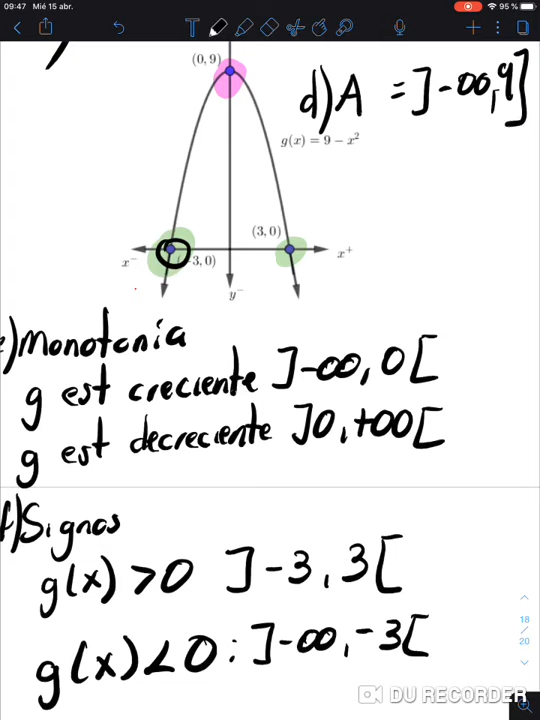 09:47 Mié 15 abr.
95 %
(0, 9)
d) A = ]-∞, 9]
g(x) = 9 − x²
(3, 0)
x⁻
(−3, 0)
x⁺
y⁻
e) Monotonía
g est creciente ]-∞, 0[
g est decreciente ]0, +∞[
f) Signos
g(x) > 0 ]-3, 3[
g(x) < 0 : ]-∞, -3[
18
/
20
DU RECORDER